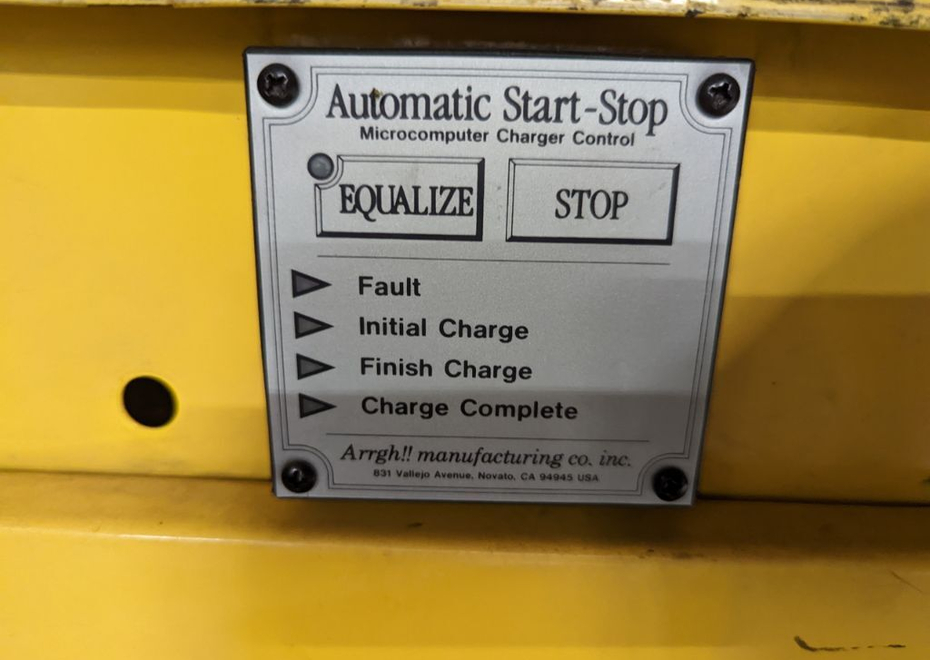 Automatic Start-Stop
Microcomputer Charger Control
EQUALIZE STOP
Fault
Initial Charge
Finish Charge
Charge Complete
Arrgh!! manufacturing co. inc.
831 Vallejo Avenue, Novato, CA 94945 USA